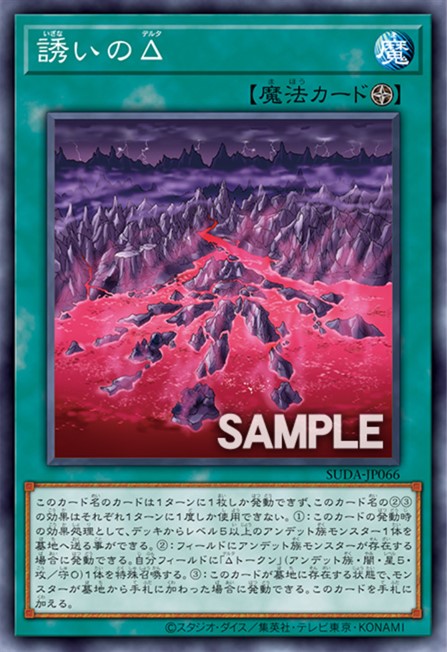 いざな デルタ
誘いのΔ
魔
【魔法カード】
SAMPLE
SUDA-JP066
このカード名のカードは1ターンに1枚しか発動できず、このカード名の②③
の効果はそれぞれ1ターンに1度しか使用できない。①：このカードの発動時
の効果処理として、デッキからレベル5以上のアンデット族モンスター1体を
墓地へ送る事ができる。②：フィールドにアンデット族モンスターが存在する
場合に発動できる。自分フィールドに「Δトークン」（アンデット族・闇・星5・
攻／守0）1体を特殊召喚する。③：このカードが墓地に存在する状態で、モ
ンスターが墓地から手札に加わった場合に発動できる。このカードを手札に
加える。
©スタジオ・ダイス／集英社・テレビ東京・KONAMI